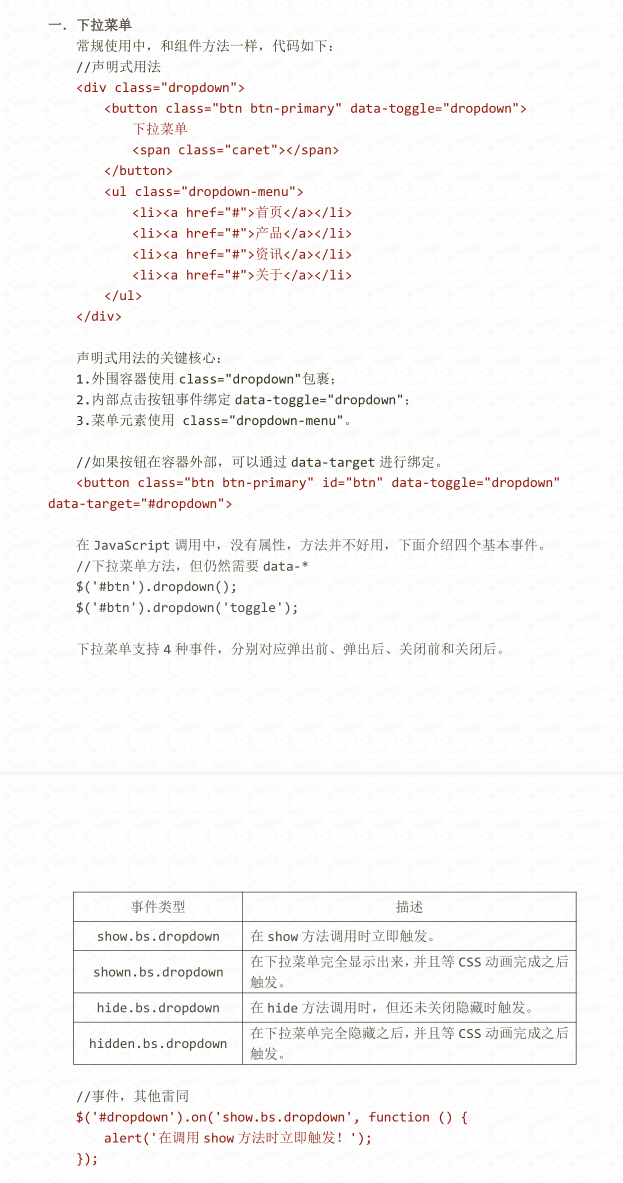 一．下拉菜单
常规使用中，和组件方法一样，代码如下：
//声明式用法
<div class="dropdown">
<button class="btn btn-primary" data-toggle="dropdown">
下拉菜单
<span class="caret"></span>
</button>
<ul class="dropdown-menu">
<li><a href="#">首页</a></li>
<li><a href="#">产品</a></li>
<li><a href="#">资讯</a></li>
<li><a href="#">关于</a></li>
</ul>
</div>
声明式用法的关键核心：
1.外围容器使用 class="dropdown"包裹；
2.内部点击按钮事件绑定 data-toggle="dropdown"；
3.菜单元素使用 class="dropdown-menu"。
//如果按钮在容器外部，可以通过 data-target 进行绑定。
<button class="btn btn-primary" id="btn" data-toggle="dropdown"
data-target="#dropdown">
在 JavaScript 调用中，没有属性，方法并不好用，下面介绍四个基本事件。
//下拉菜单方法，但仍然需要 data-*
$('#btn').dropdown();
$('#btn').dropdown('toggle');
下拉菜单支持 4 种事件，分别对应弹出前、弹出后、关闭前和关闭后。
事件类型 描述
show.bs.dropdown 在 show 方法调用时立即触发。
shown.bs.dropdown 在下拉菜单完全显示出来，并且等 CSS 动画完成之后
触发。
hide.bs.dropdown 在 hide 方法调用时，但还未关闭隐藏时触发。
hidden.bs.dropdown 在下拉菜单完全隐藏之后，并且等 CSS 动画完成之后
触发。
//事件，其他雷同
$('#dropdown').on('show.bs.dropdown', function () {
alert('在调用 show 方法时立即触发！');
});